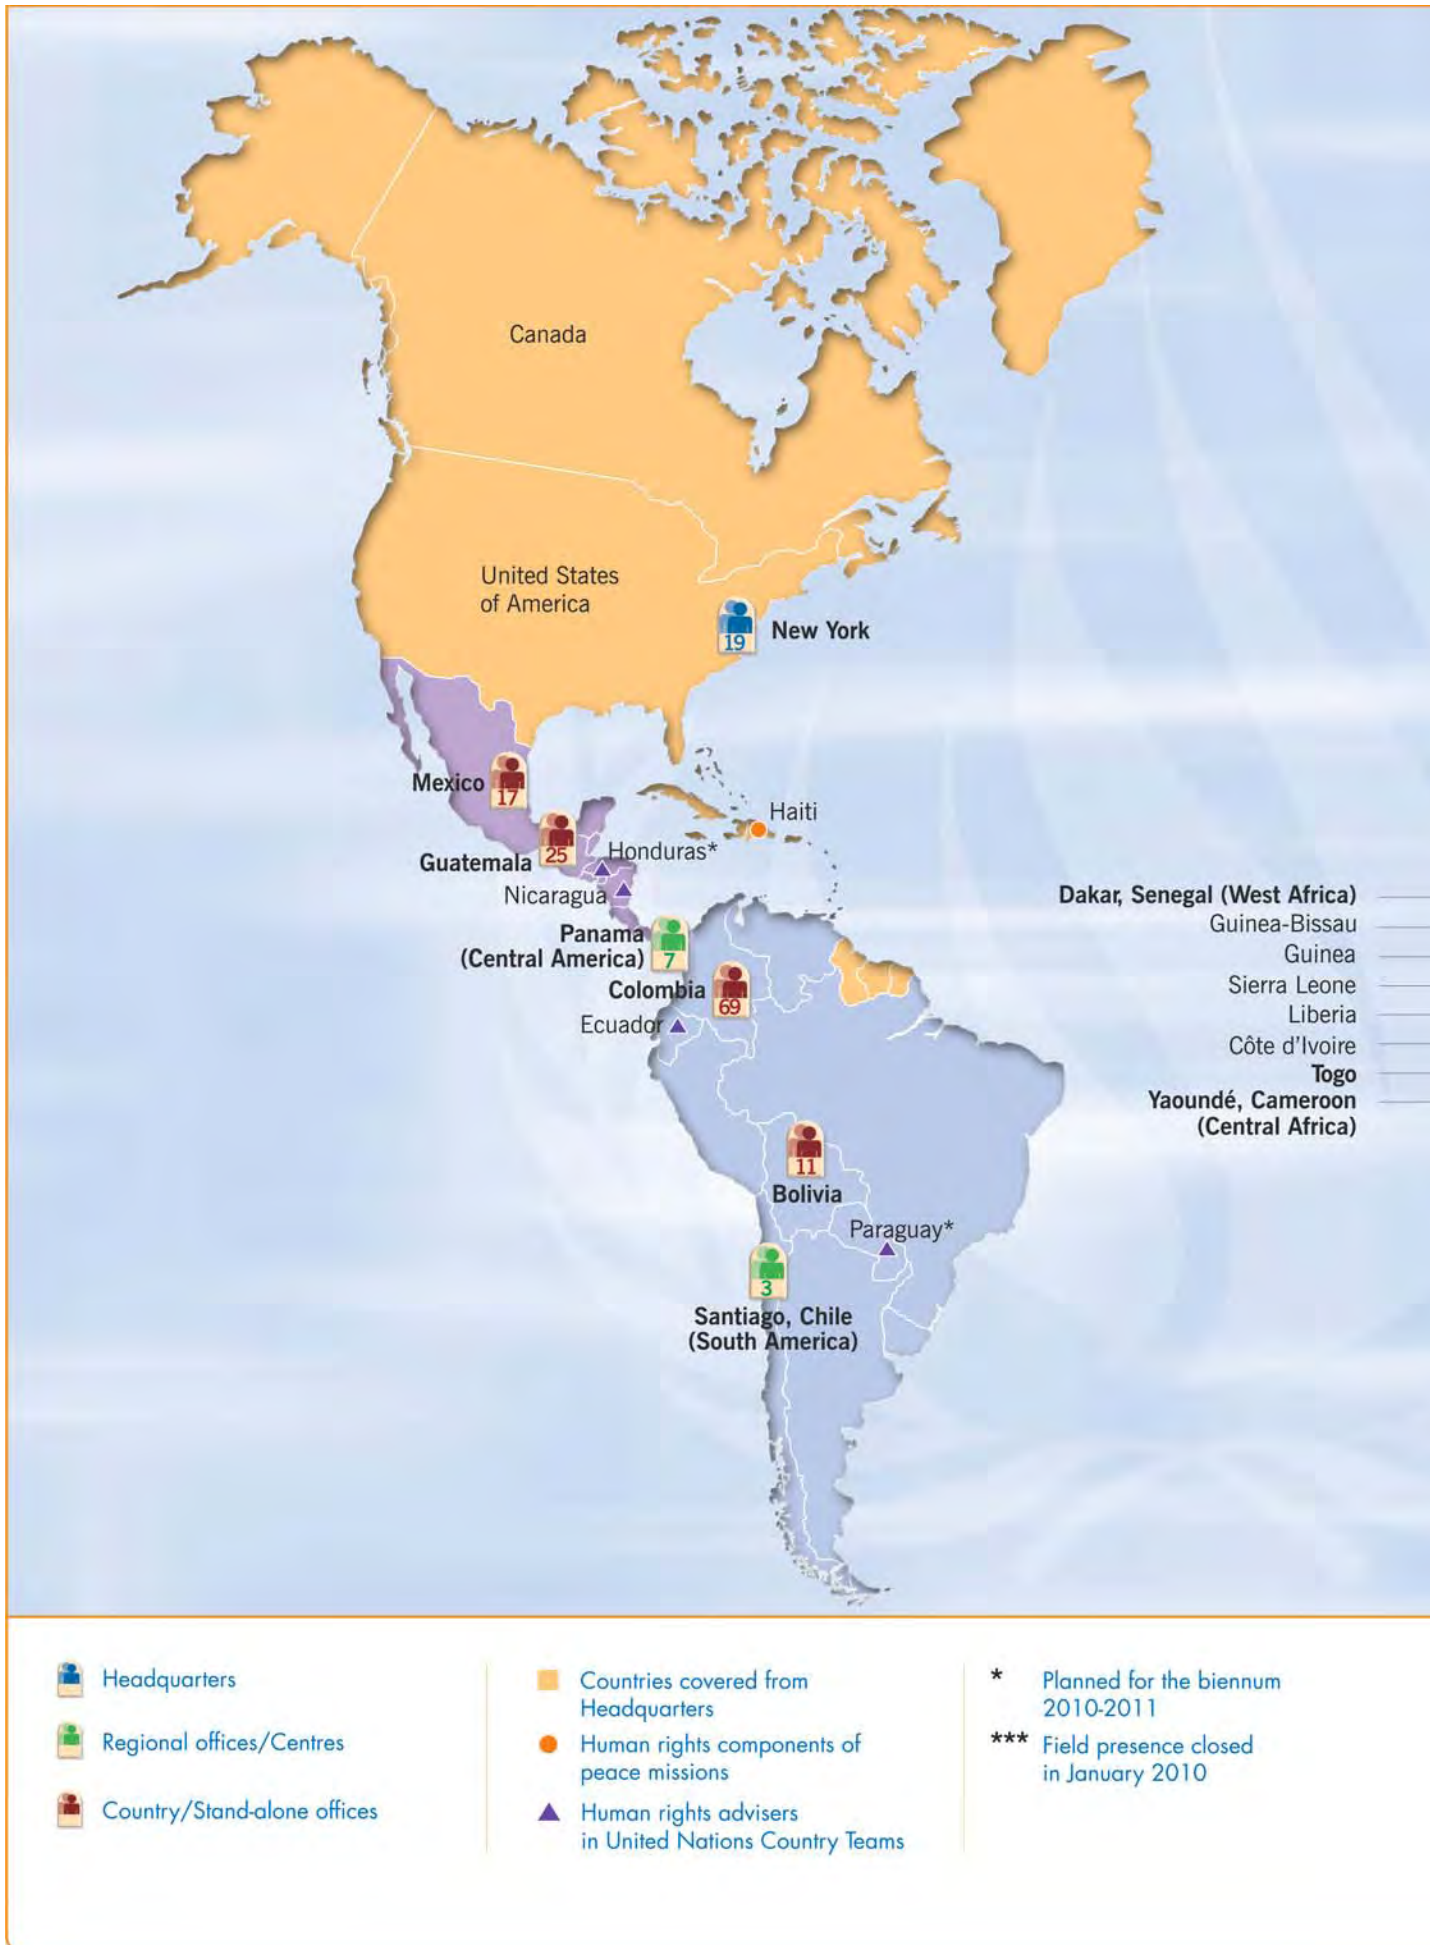 Canada
United States
of America
19
New York
Mexico
17
Haiti
25
Guatemala
Honduras*
Nicaragua
Panama
(Central America)
7
Colombia
69
Ecuador
Dakar, Senegal (West Africa)
Guinea-Bissau
Guinea
Sierra Leone
Liberia
Côte d'Ivoire
Togo
Yaoundé, Cameroon
(Central Africa)
11
Bolivia
Paraguay*
3
Santiago, Chile
(South America)
Headquarters
Regional offices/Centres
Country/Stand-alone offices
Countries covered from
Headquarters
Human rights components of
peace missions
Human rights advisers
in United Nations Country Teams
* Planned for the biennum
2010-2011
*** Field presence closed
in January 2010